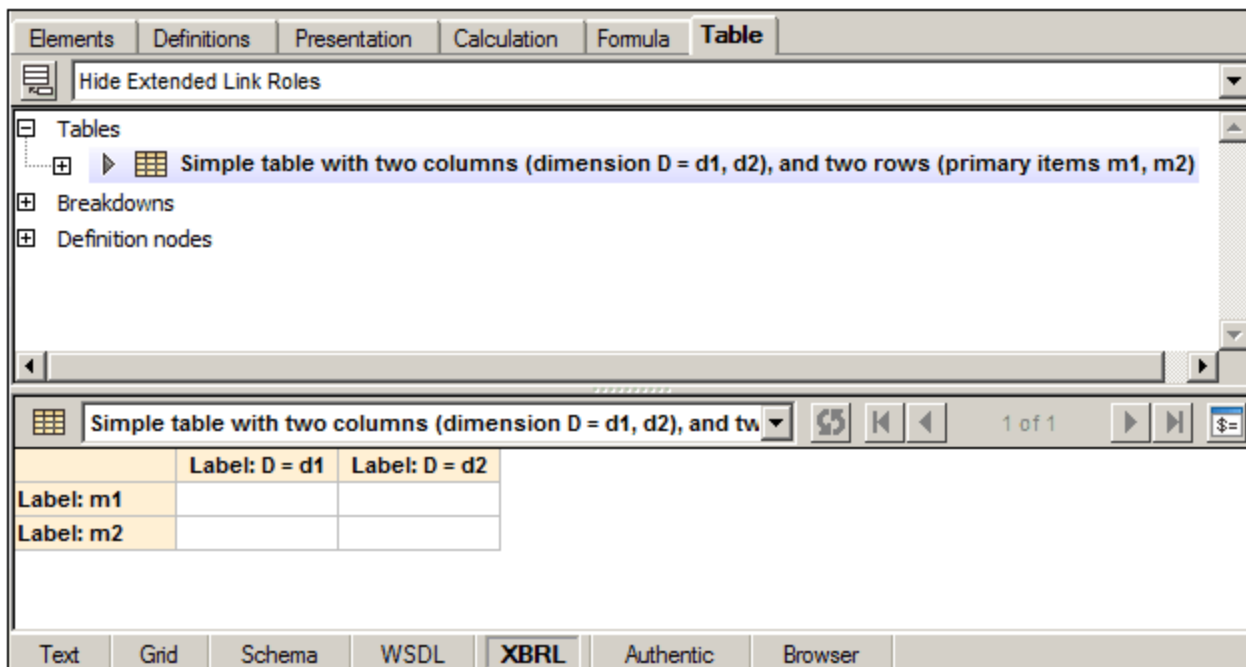 Elements Definitions Presentation Calculation Formula Table
Hide Extended Link Roles
Tables
Simple table with two columns (dimension D = d1, d2), and two rows (primary items m1, m2)
Breakdowns
Definition nodes
Simple table with two columns (dimension D = d1, d2), and tw 1 of 1 $=
Label: D = d1 Label: D = d2
Label: m1
Label: m2
Text Grid Schema WSDL XBRL Authentic Browser